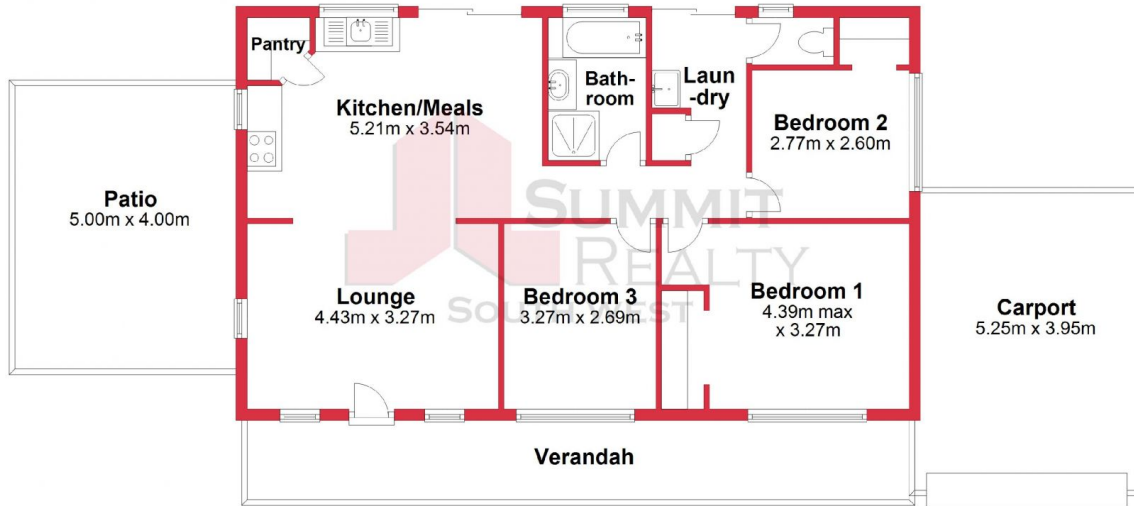 Pantry
Kitchen/Meals
5.21m x 3.54m
Bath-
room
Laun
-dry
Bedroom 2
2.77m x 2.60m
Patio
5.00m x 4.00m
SUMMIT
REALTY
SOUTH WEST
Lounge
4.43m x 3.27m
Bedroom 3
3.27m x 2.69m
Bedroom 1
4.39m max
x 3.27m
Carport
5.25m x 3.95m
Verandah